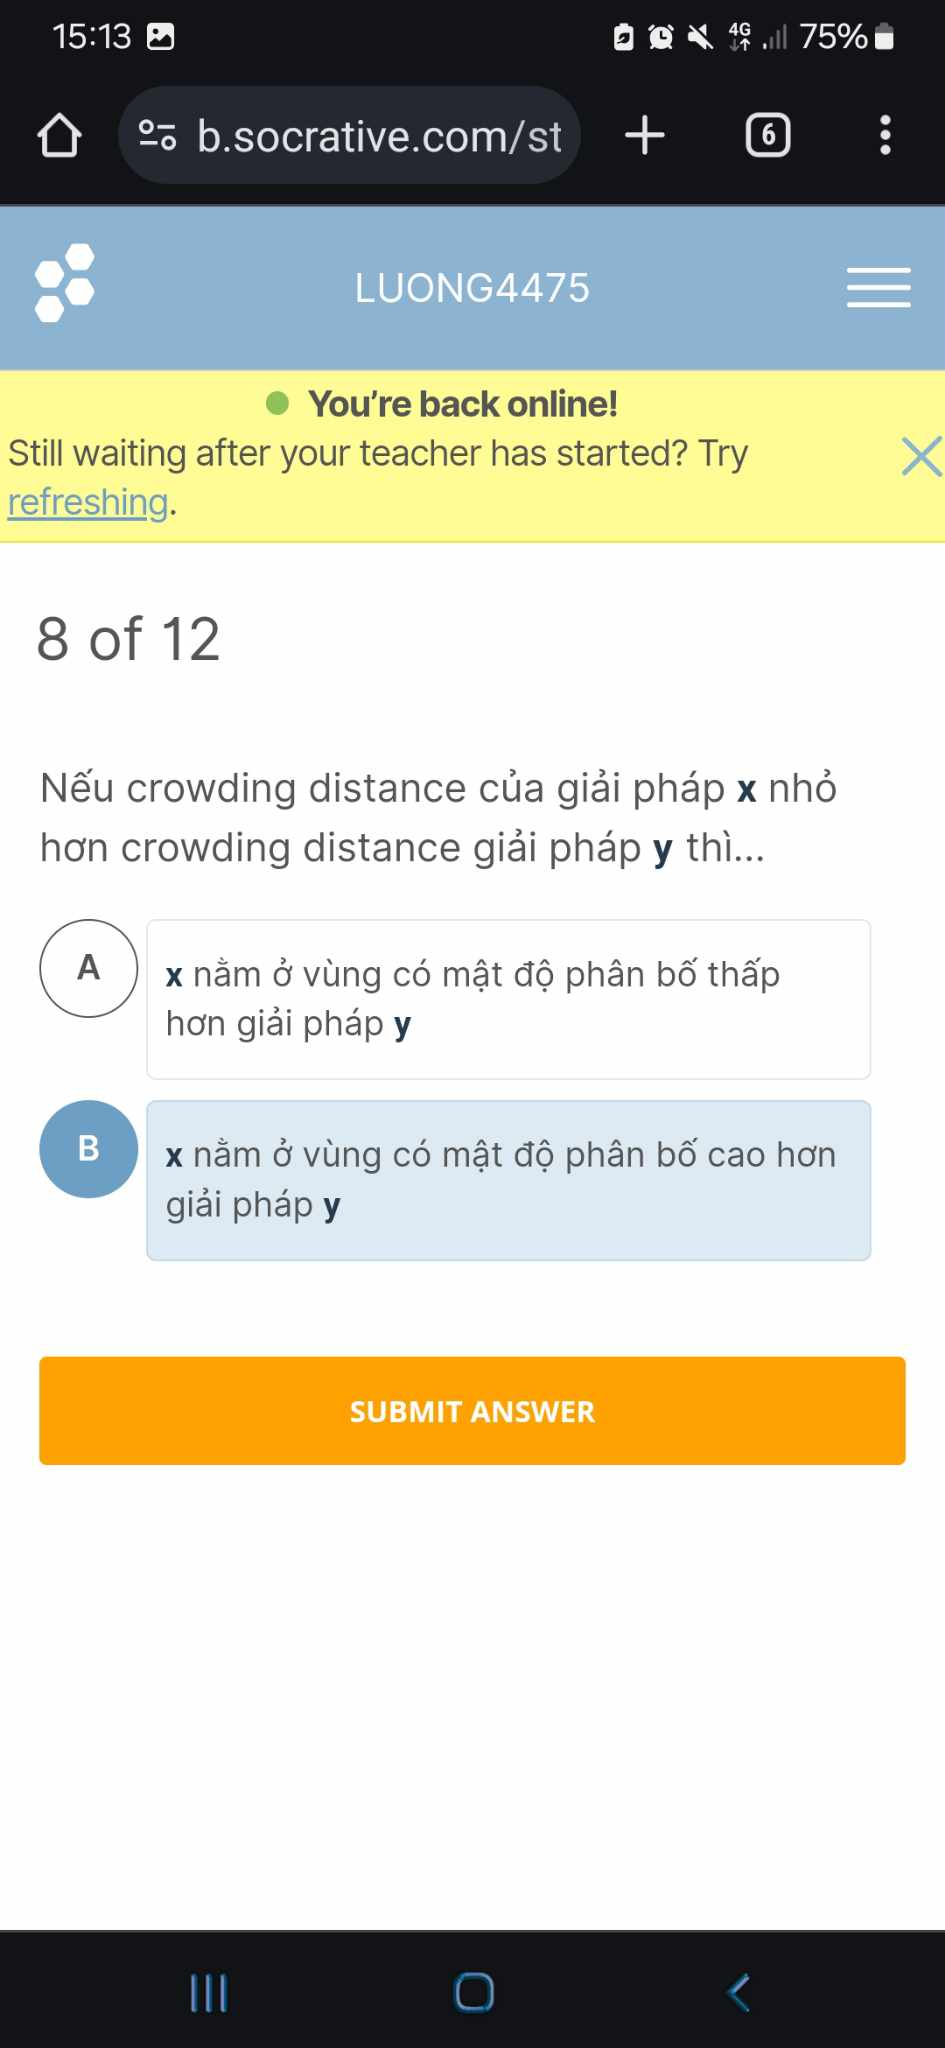 15:13
4G
75%
b.socrative.com/st
6
LUONG4475
You're back online!
Still waiting after your teacher has started? Try
refreshing.
8 of 12
Nếu crowding distance của giải pháp x nhỏ
hơn crowding distance giải pháp y thì...
A
x nằm ở vùng có mật độ phân bố thấp
hơn giải pháp y
B
x nằm ở vùng có mật độ phân bố cao hơn
giải pháp y
SUBMIT ANSWER